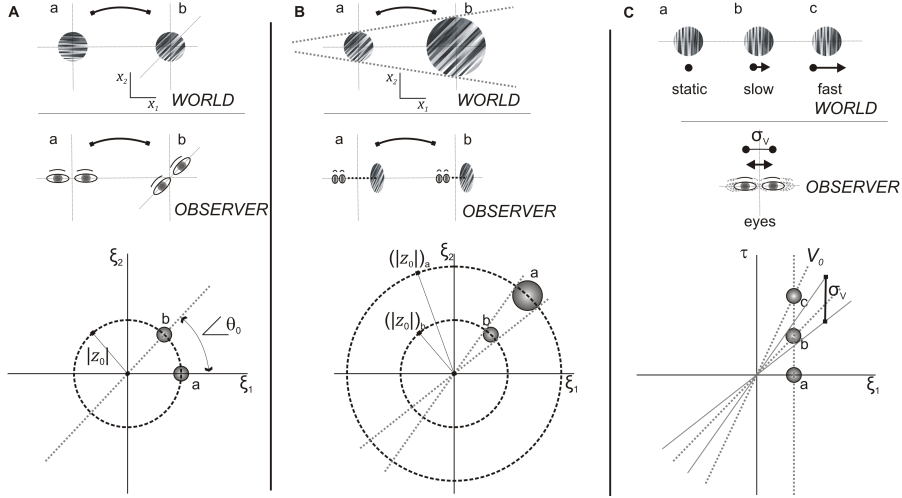 A
a
b
x₂
x₁
WORLD
a
b
OBSERVER
ξ₂
b
θ₀
|z₀|
a
ξ₁
B
a
b
x₂
x₁
WORLD
a
b
OBSERVER
(|z₀|)ₐ
ξ₂
a
(|z₀|)b
b
ξ₁
C
a
b
c
static
slow
fast
WORLD
σᵥ
OBSERVER
eyes
τ
V₀
c
σᵥ
b
a
ξ₁